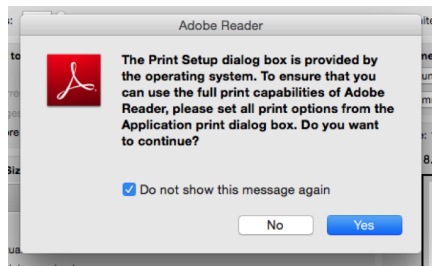 Adobe Reader
The Print Setup dialog box is provided by
the operating system. To ensure that you
can use the full print capabilities of Adobe
Reader, please set all print options from the
Application print dialog box. Do you want
to continue?
Do not show this message again
No Yes